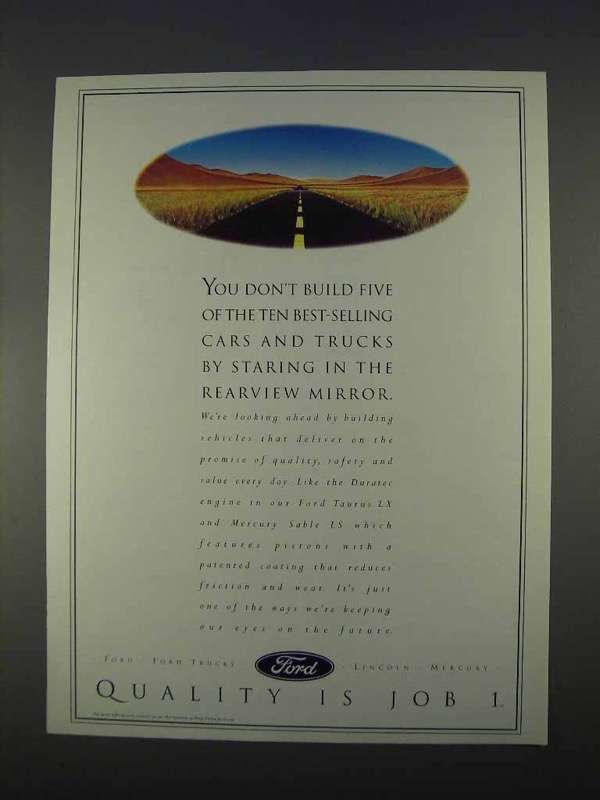 YOU DON'T BUILD FIVE
OF THE TEN BEST-SELLING
CARS AND TRUCKS
BY STARING IN THE
REARVIEW MIRROR.
We're looking ahead by building
vehicles that deliver on the
promise of quality, safety and
value every day. Like the Duratec
engine in our Ford Taurus LX
and Mercury Sable LS which
features pistons with a
patented coating that reduces
friction and wear. It's just
one of the ways we're keeping
our eyes on the future.
FORD · FORD TRUCKS · Ford · LINCOLN · MERCURY
QUALITY IS JOB 1.